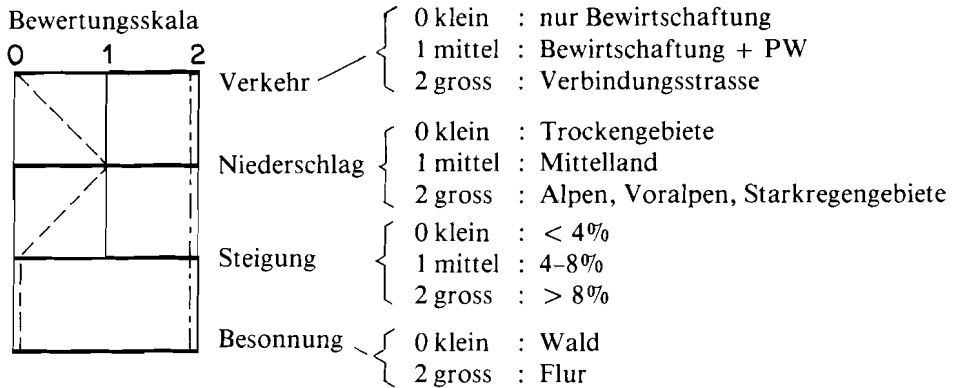 Bewertungsskala
0 1 2
Verkehr
0 klein : nur Bewirtschaftung
1 mittel : Bewirtschaftung + PW
2 gross : Verbindungsstrasse
Niederschlag
0 klein : Trockengebiete
1 mittel : Mittelland
2 gross : Alpen, Voralpen, Starkregengebiete
Steigung
0 klein : < 4%
1 mittel : 4–8%
2 gross : > 8%
Besonnung
0 klein : Wald
2 gross : Flur